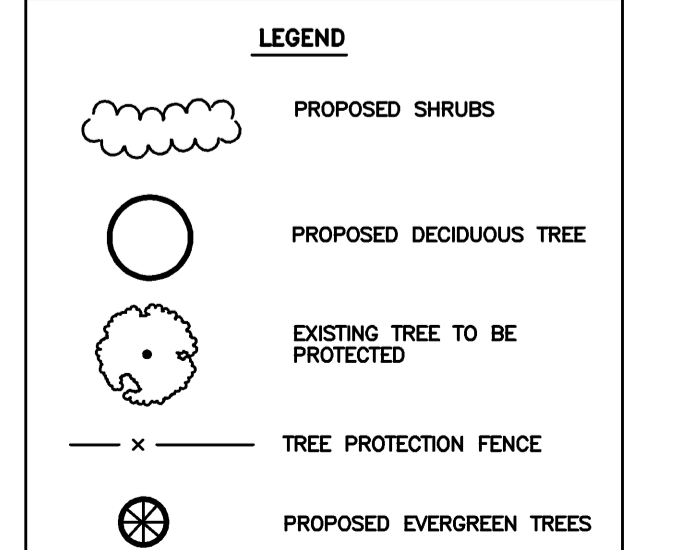 LEGEND
PROPOSED SHRUBS
PROPOSED DECIDUOUS TREE
EXISTING TREE TO BE
PROTECTED
x TREE PROTECTION FENCE
PROPOSED EVERGREEN TREES